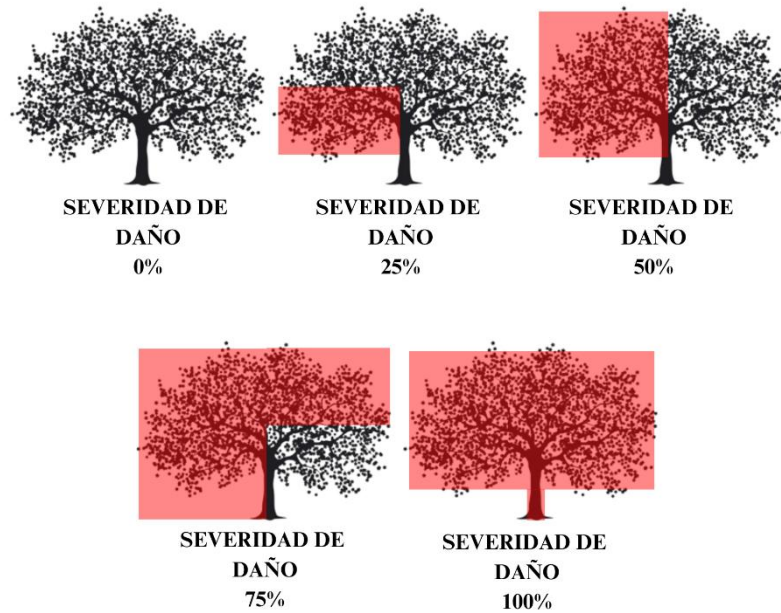 SEVERIDAD DE
DAÑO
0%
SEVERIDAD DE
DAÑO
25%
SEVERIDAD DE
DAÑO
50%
SEVERIDAD DE
DAÑO
75%
SEVERIDAD DE
DAÑO
100%